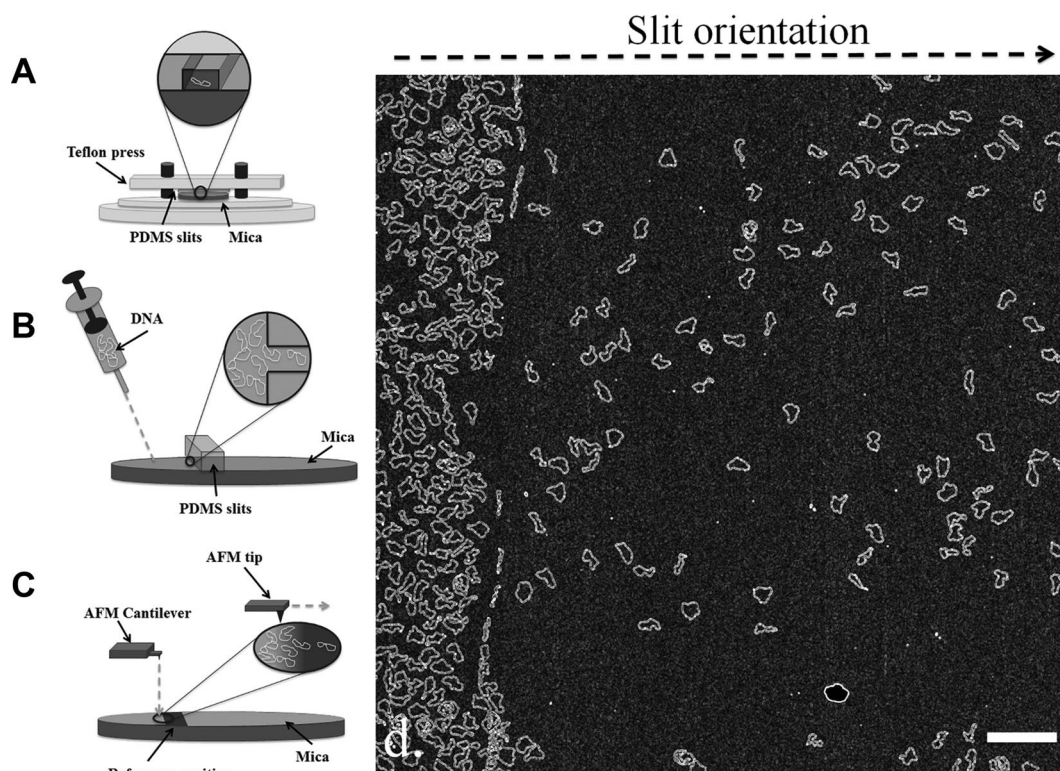 Slit orientation
A
Teflon press
PDMS slits
Mica
B
DNA
Mica
PDMS slits
C
AFM tip
AFM Cantilever
Mica
d.